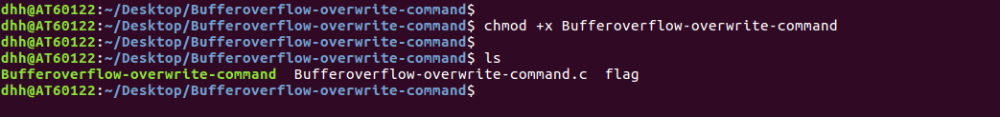 dhh@AT60122:~/Desktop/Bufferoverflow-overwrite-command$
dhh@AT60122:~/Desktop/Bufferoverflow-overwrite-command$ chmod +x Bufferoverflow-overwrite-command
dhh@AT60122:~/Desktop/Bufferoverflow-overwrite-command$
dhh@AT60122:~/Desktop/Bufferoverflow-overwrite-command$ ls
Bufferoverflow-overwrite-command  Bufferoverflow-overwrite-command.c  flag
dhh@AT60122:~/Desktop/Bufferoverflow-overwrite-command$